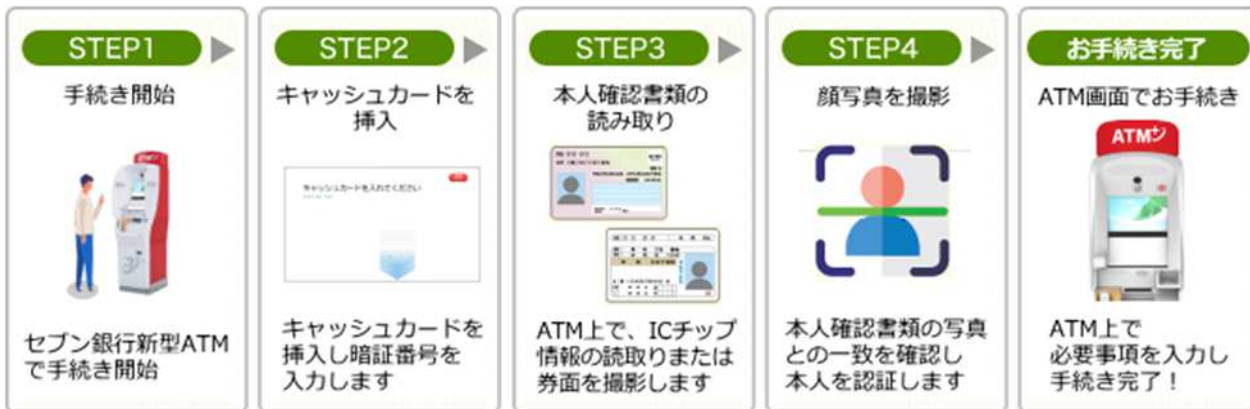 STEP1
手続き開始
セブン銀行新型ATM
で手続き開始
STEP2
キャッシュカードを
挿入
キャッシュカードを入れてください
キャッシュカードを
挿入し暗証番号を
入力します
STEP3
本人確認書類の
読み取り
ATM上で、ICチップ
情報の読取りまたは
券面を撮影します
STEP4
顔写真を撮影
本人確認書類の写真
との一致を確認し
本人を認証します
お手続き完了
ATM画面でお手続き
ATM
ATM上で
必要事項を入力し
手続き完了！